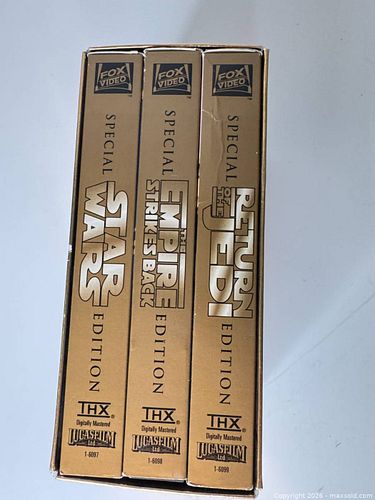 FOX
VIDEO
SPECIAL
STAR
WARS
EDITION
THX
Digitally Mastered
LUCASFILM
Ltd
1-6097
FOX
VIDEO
SPECIAL
THE
EMPIRE
STRIKES BACK
EDITION
THX
Digitally Mastered
LUCASFILM
Ltd
1-6098
FOX
VIDEO
SPECIAL
RETURN
OF THE
JEDI
EDITION
THX
Digitally Mastered
LUCASFILM
Ltd
1-6099
© 2026 - maxsold.com